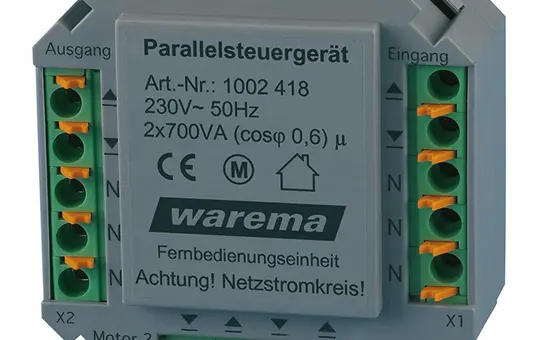 Ausgang
Parallelsteuergerät
Eingang
Art.-Nr.: 1002 418
230V~ 50Hz
2x700VA (cosφ 0,6) μ
N
N
CE M
N
N
N
N
warema
Fernbedienungseinheit
Achtung! Netzstromkreis!
X2
X1
Motor 2